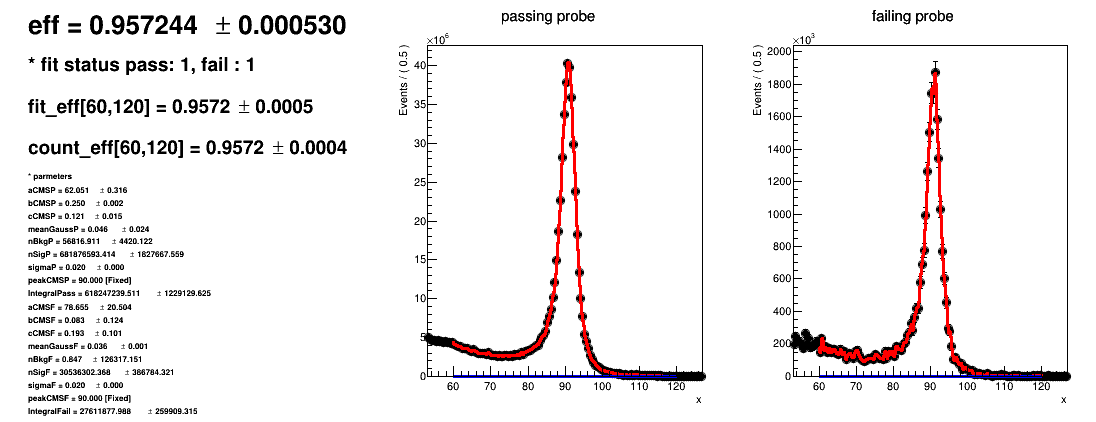 eff = 0.957244 ± 0.000530
* fit status pass: 1, fail : 1
fit_eff[60,120] = 0.9572 ± 0.0005
count_eff[60,120] = 0.9572 ± 0.0004
* parmeters
aCMSP = 62.051 ± 0.316
bCMSP = 0.250 ± 0.002
cCMSP = 0.121 ± 0.015
meanGaussP = 0.046 ± 0.024
nBkgP = 56816.911 ± 4420.122
nSigP = 681876593.414 ± 1827667.559
sigmaP = 0.020 ± 0.000
peakCMSP = 90.000 [Fixed]
IntegralPass = 618247239.511 ± 1229129.625
aCMSF = 78.655 ± 20.504
bCMSF = 0.083 ± 0.124
cCMSF = 0.193 ± 0.101
meanGaussF = 0.036 ± 0.001
nBkgF = 0.847 ± 126317.151
nSigF = 30536302.368 ± 386784.321
sigmaF = 0.020 ± 0.000
peakCMSF = 90.000 [Fixed]
IntegralFail = 27611877.988 ± 259909.315
passing probe
×10⁶
Events / ( 0.5 )
40
35
30
25
20
15
10
5
0
60 70 80 90 100 110 120
x
failing probe
×10³
Events / ( 0.5 )
2000
1800
1600
1400
1200
1000
800
600
400
200
0
60 70 80 90 100 110 120
x